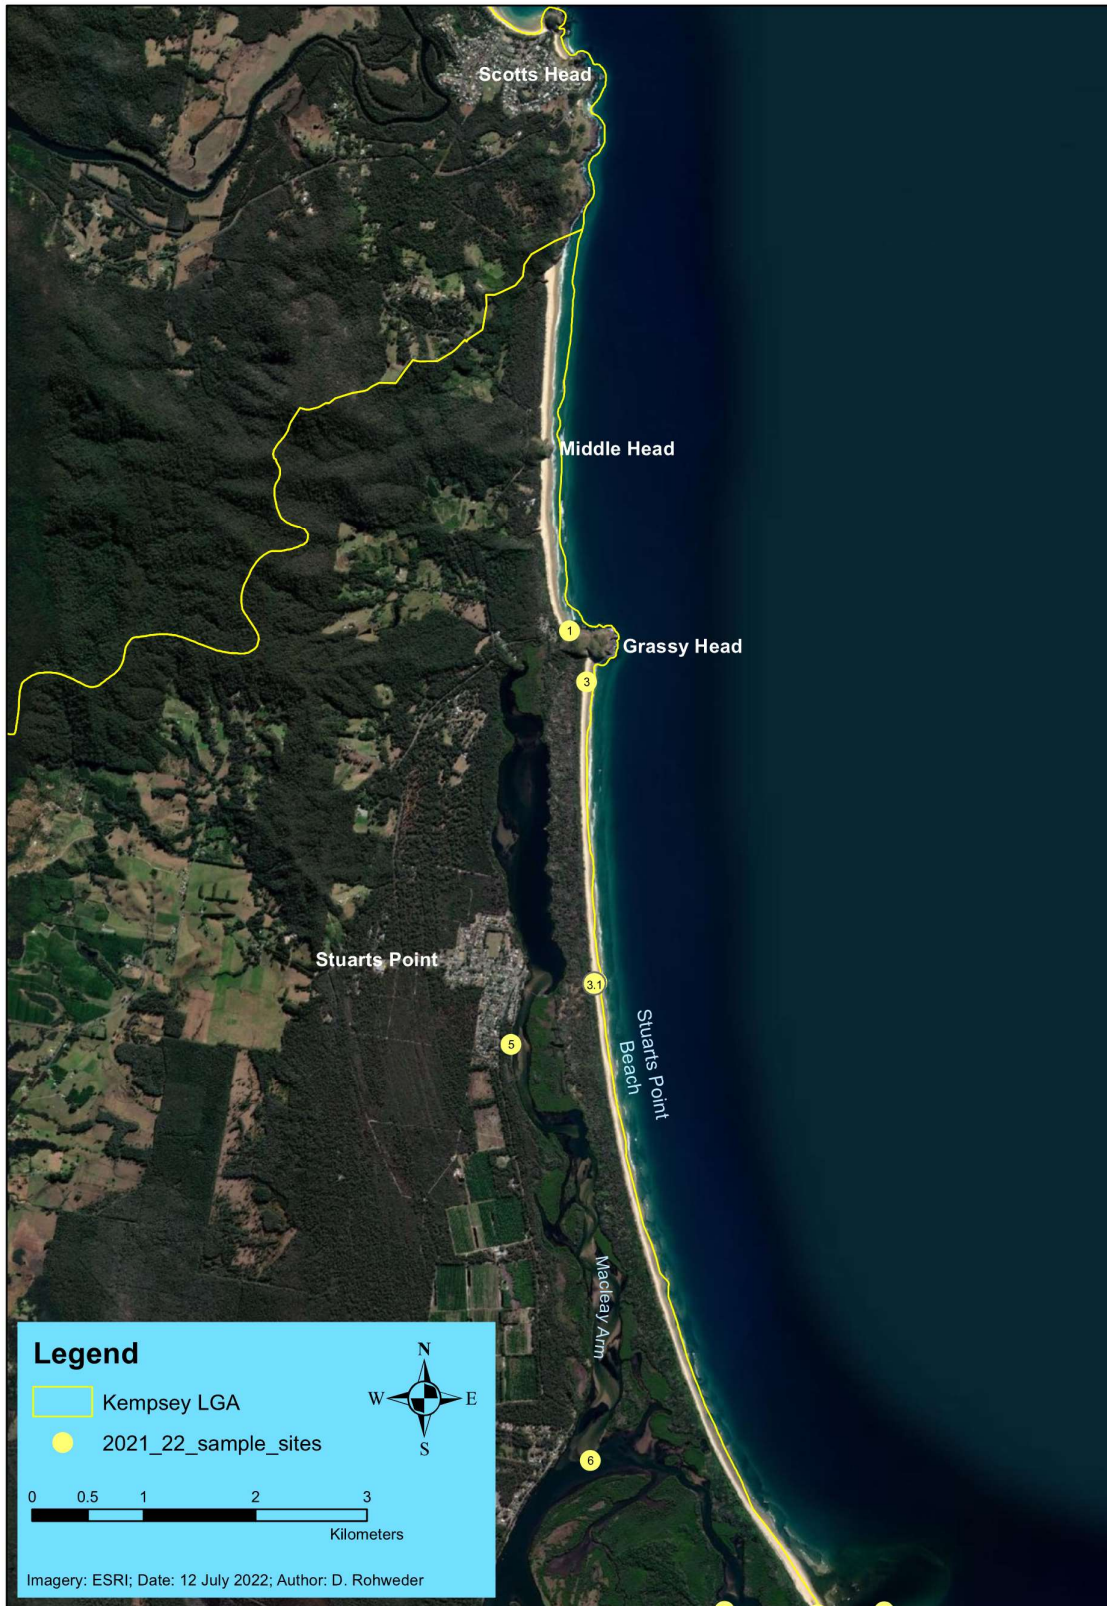 Scotts Head
Middle Head
1
Grassy Head
3
Stuarts Point
3.1
Stuarts Point
Beach
5
Macleay Arm
6
Legend
Kempsey LGA
2021_22_sample_sites
N
W
E
S
0 0.5 1 2 3
Kilometers
Imagery: ESRI; Date: 12 July 2022; Author: D. Rohweder